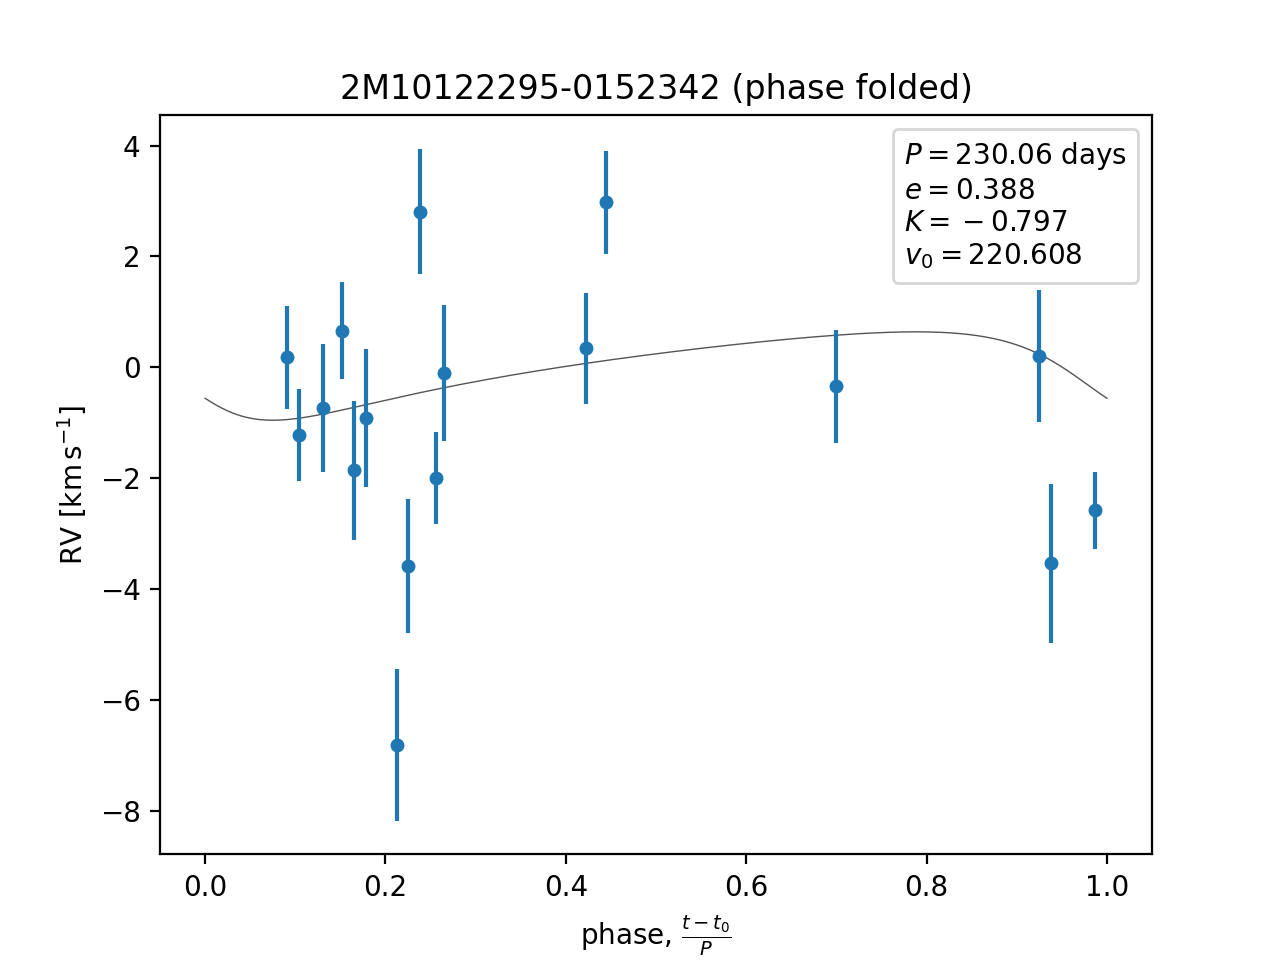 2M10122295-0152342 (phase folded)
P = 230.06 days
e = 0.388
K = −0.797
v₀ = 220.608
4
2
0
−2
−4
−6
−8
RV [km s⁻¹]
0.0 0.2 0.4 0.6 0.8 1.0
phase, (t − t₀)/P